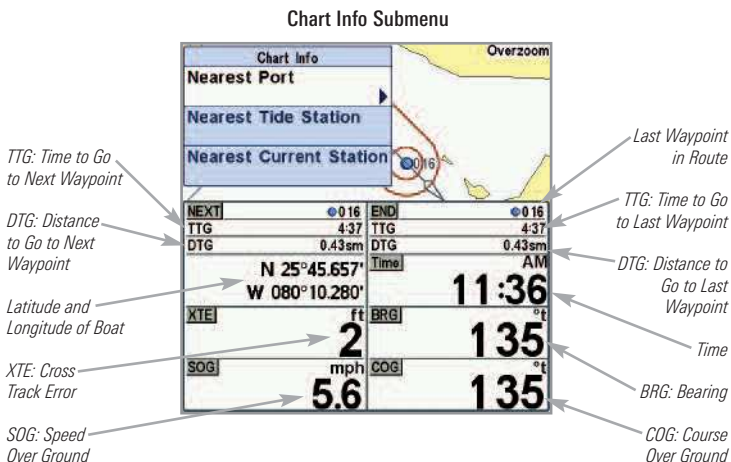 Chart Info Submenu
Chart Info
Nearest Port
Nearest Tide Station
Nearest Current Station
Overzoom
016
NEXT 016
TTG 4:37
DTG 0.43sm
END 016
TTG 4:37
DTG 0.43sm
N 25°45.657'
W 080°10.280'
Time AM
11:36
XTE ft
2
BRG °t
135
SOG mph
5.6
COG °t
135
TTG: Time to Go
to Next Waypoint
DTG: Distance
to Go to Next
Waypoint
Latitude and
Longitude of Boat
XTE: Cross
Track Error
SOG: Speed
Over Ground
Last Waypoint
in Route
TTG: Time to Go
to Last Waypoint
DTG: Distance to
Go to Last
Waypoint
Time
BRG: Bearing
COG: Course
Over Ground